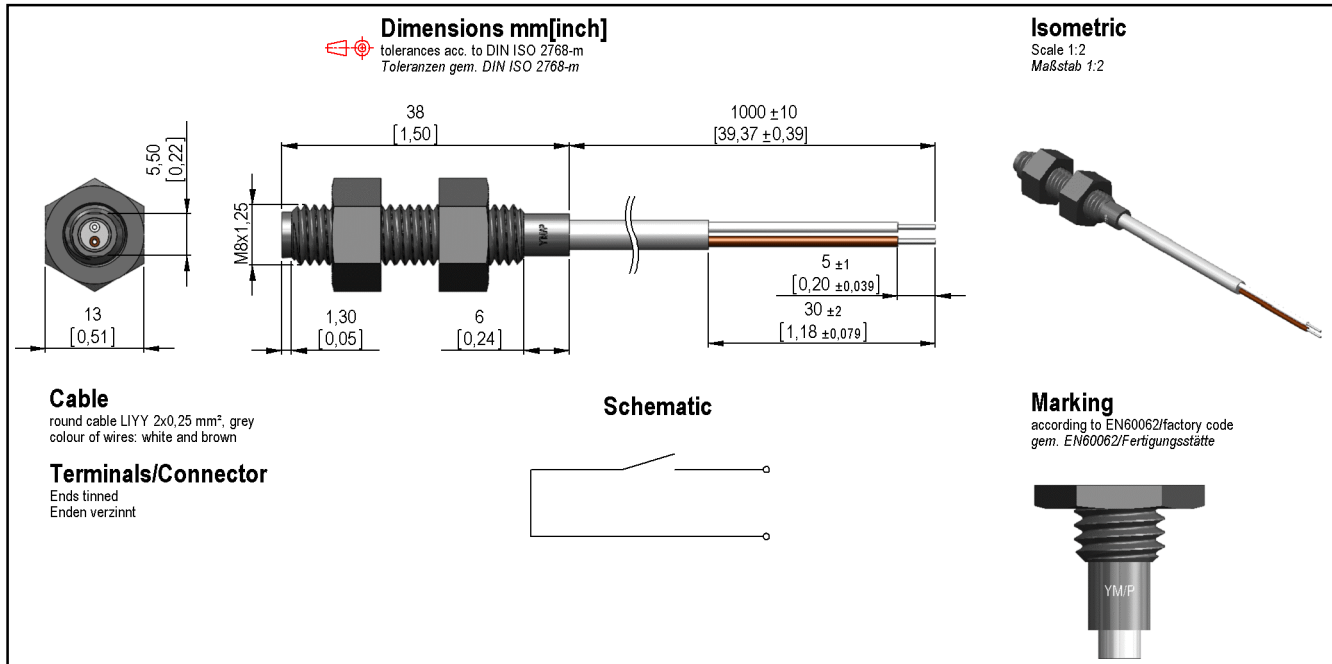 Dimensions mm[inch]
tolerances acc. to DIN ISO 2768-m
Toleranzen gem. DIN ISO 2768-m
Isometric
Scale 1:2
Maßstab 1:2
38
[1,50]
1000 ±10
[39,37 ±0,39]
5,50
[0,22]
M8x1,25
YM/P
13
[0,51]
1,30
[0,05]
6
[0,24]
5 ±1
[0,20 ±0,039]
30 ±2
[1,18 ±0,079]
Cable
round cable LIYY 2x0,25 mm², grey
colour of wires: white and brown
Terminals/Connector
Ends tinned
Enden verzinnt
Schematic
Marking
according to EN60062/factory code
gem. EN60062/Fertigungsstätte
YM/P